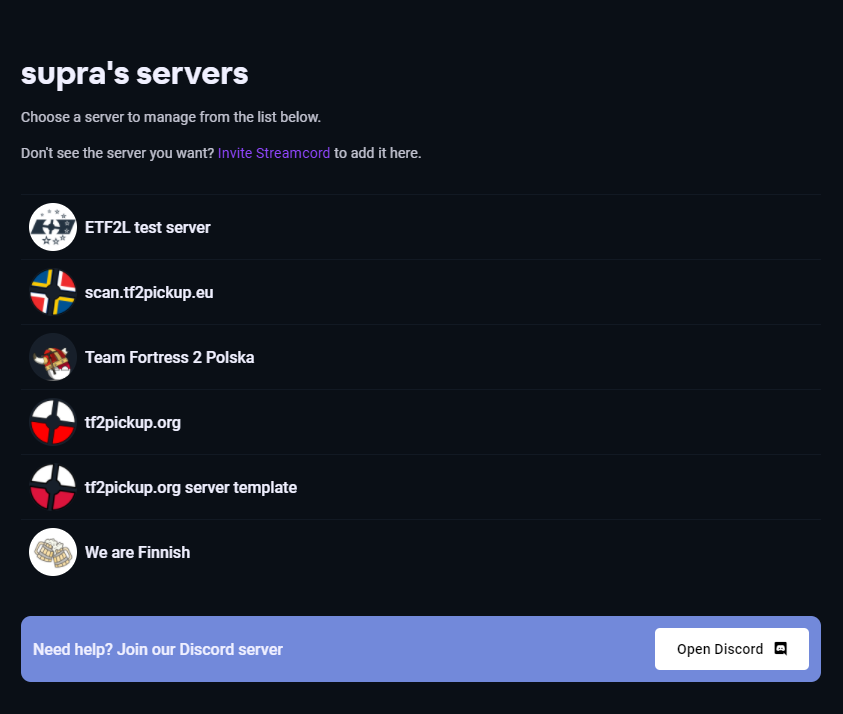 supra's servers
Choose a server to manage from the list below.
Don't see the server you want? Invite Streamcord to add it here.
ETF2L test server
scan.tf2pickup.eu
Team Fortress 2 Polska
tf2pickup.org
tf2pickup.org server template
We are Finnish
Need help? Join our Discord server
Open Discord